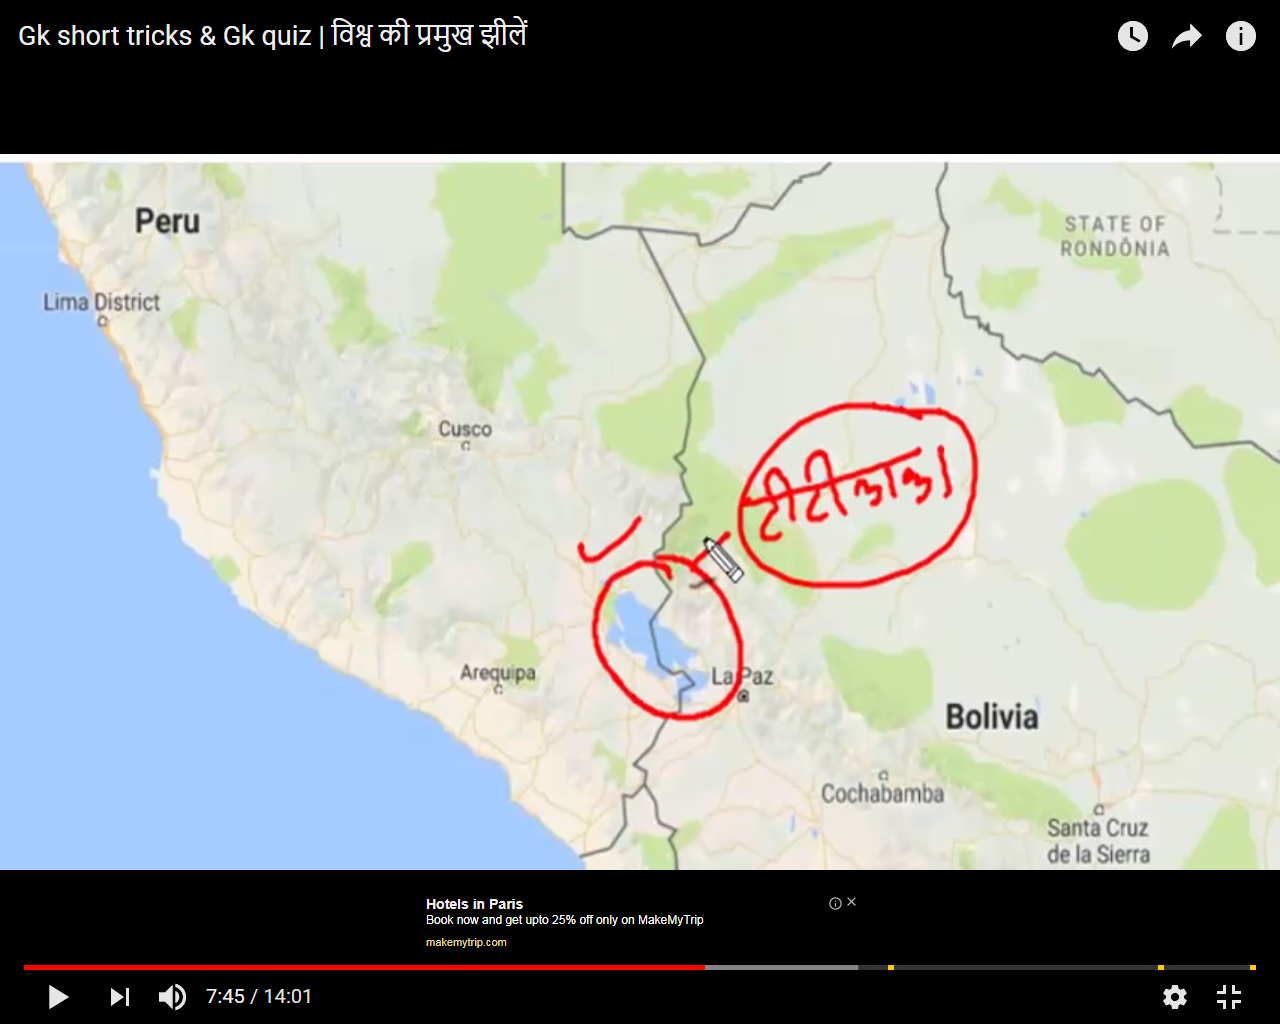 Gk short tricks & Gk quiz | विश्व की प्रमुख झीलें
Peru
STATE OF
RONDÔNIA
Lima District
Cusco
टीटीकाका
Arequipa
La Paz
Bolivia
Cochabamba
Santa Cruz
de la Sierra
Hotels in Paris
Book now and get upto 25% off only on MakeMyTrip
makemytrip.com
7:45 / 14:01